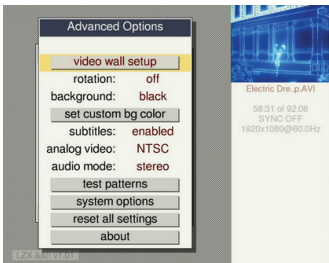 Advanced Options
video wall setup
rotation: off
background: black
set custom bg color
subtitles: enabled
analog video: NTSC
audio mode: stereo
test patterns
system options
reset all settings
about
Electric Dre..p.AVI
58:31 of 92:06
SYNC OFF
1920x1080@60.0Hz